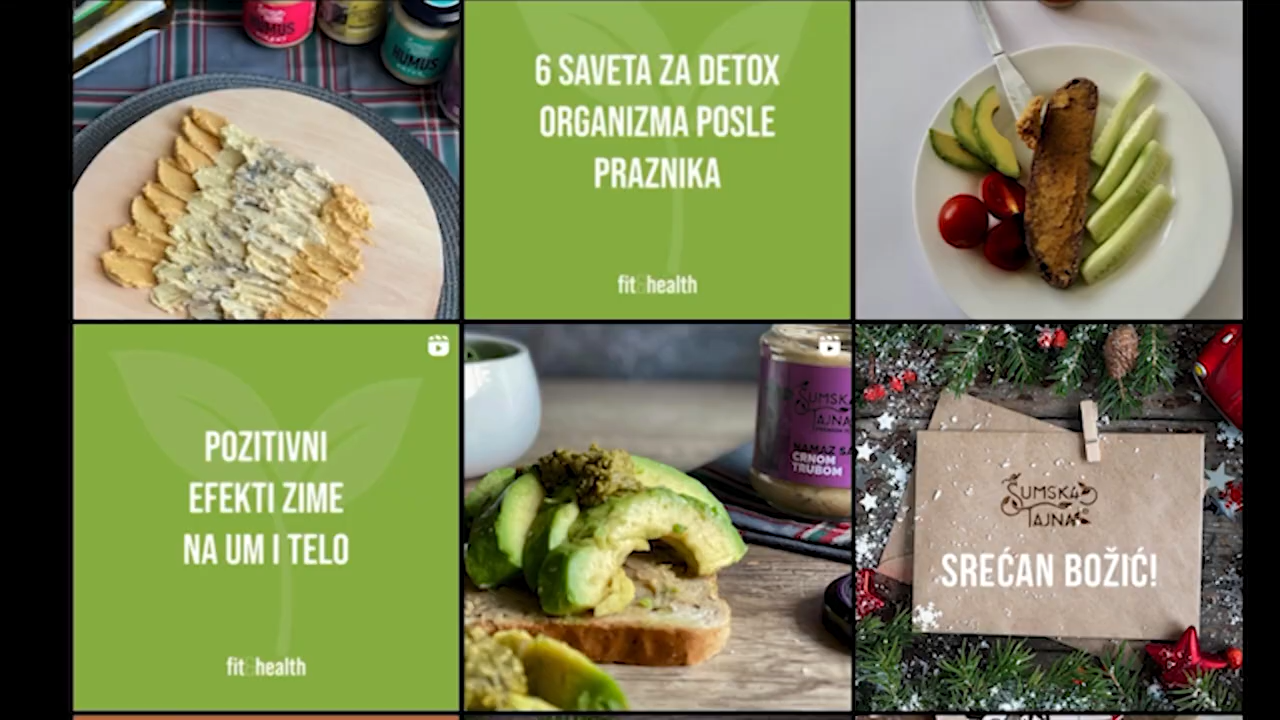 HUMUS
HUMUS
6 SAVETA ZA DETOX
ORGANIZMA POSLE
PRAZNIKA
fit&health
POZITIVNI
EFEKTI ZIME
NA UM I TELO
fit&health
ŠUMSKA
TAJNA
NAMAZ SA
CRNOM
TRUBOM
ŠUMSKA
TAJNA
SREĆAN BOŽIĆ!